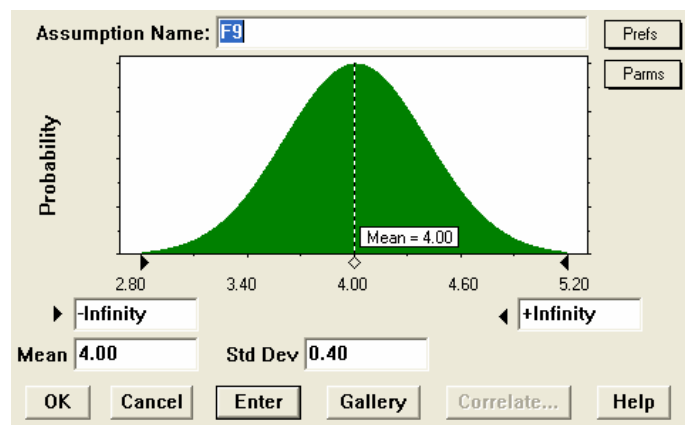 Assumption Name: F9
Prefs
Parms
Probability
Mean = 4.00
2.80 3.40 4.00 4.60 5.20
-Infinity +Infinity
Mean 4.00 Std Dev 0.40
OK Cancel Enter Gallery Correlate... Help